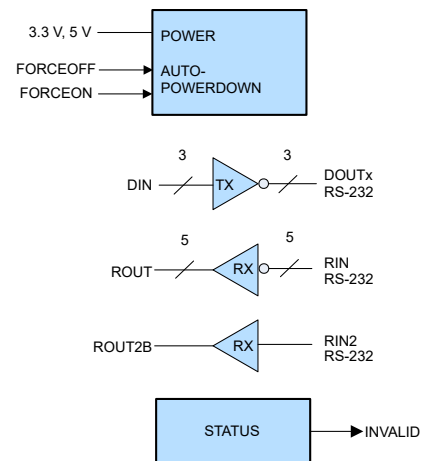 3.3 V, 5 V
POWER
FORCEOFF
AUTO-
POWERDOWN
FORCEON
3
3
DIN
TX
DOUTx
RS-232
5
5
ROUT
RX
RIN
RS-232
ROUT2B
RX
RIN2
RS-232
STATUS
INVALID